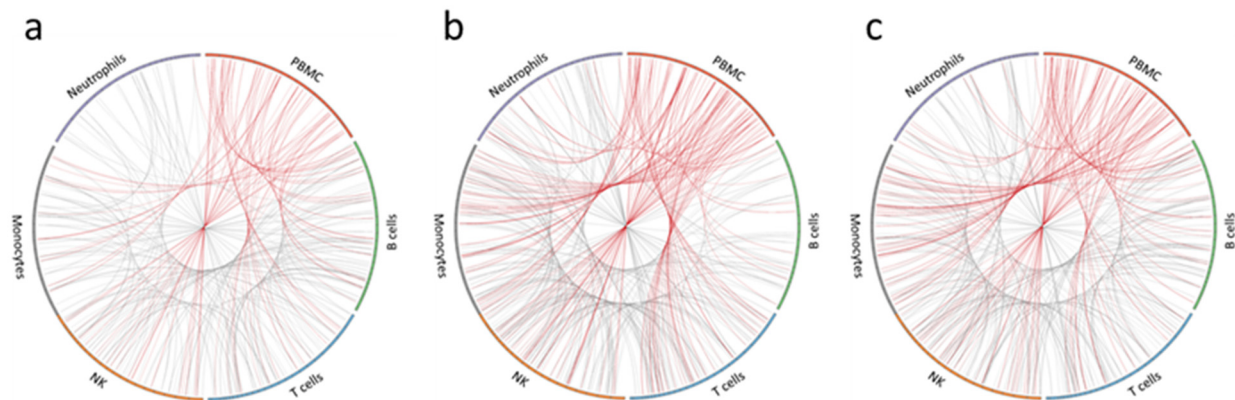 a
b
c
Neutrophils
PBMC
B cells
T cells
NK
Monocytes
Neutrophils
PBMC
B cells
T cells
NK
Monocytes
Neutrophils
PBMC
B cells
T cells
NK
Monocytes